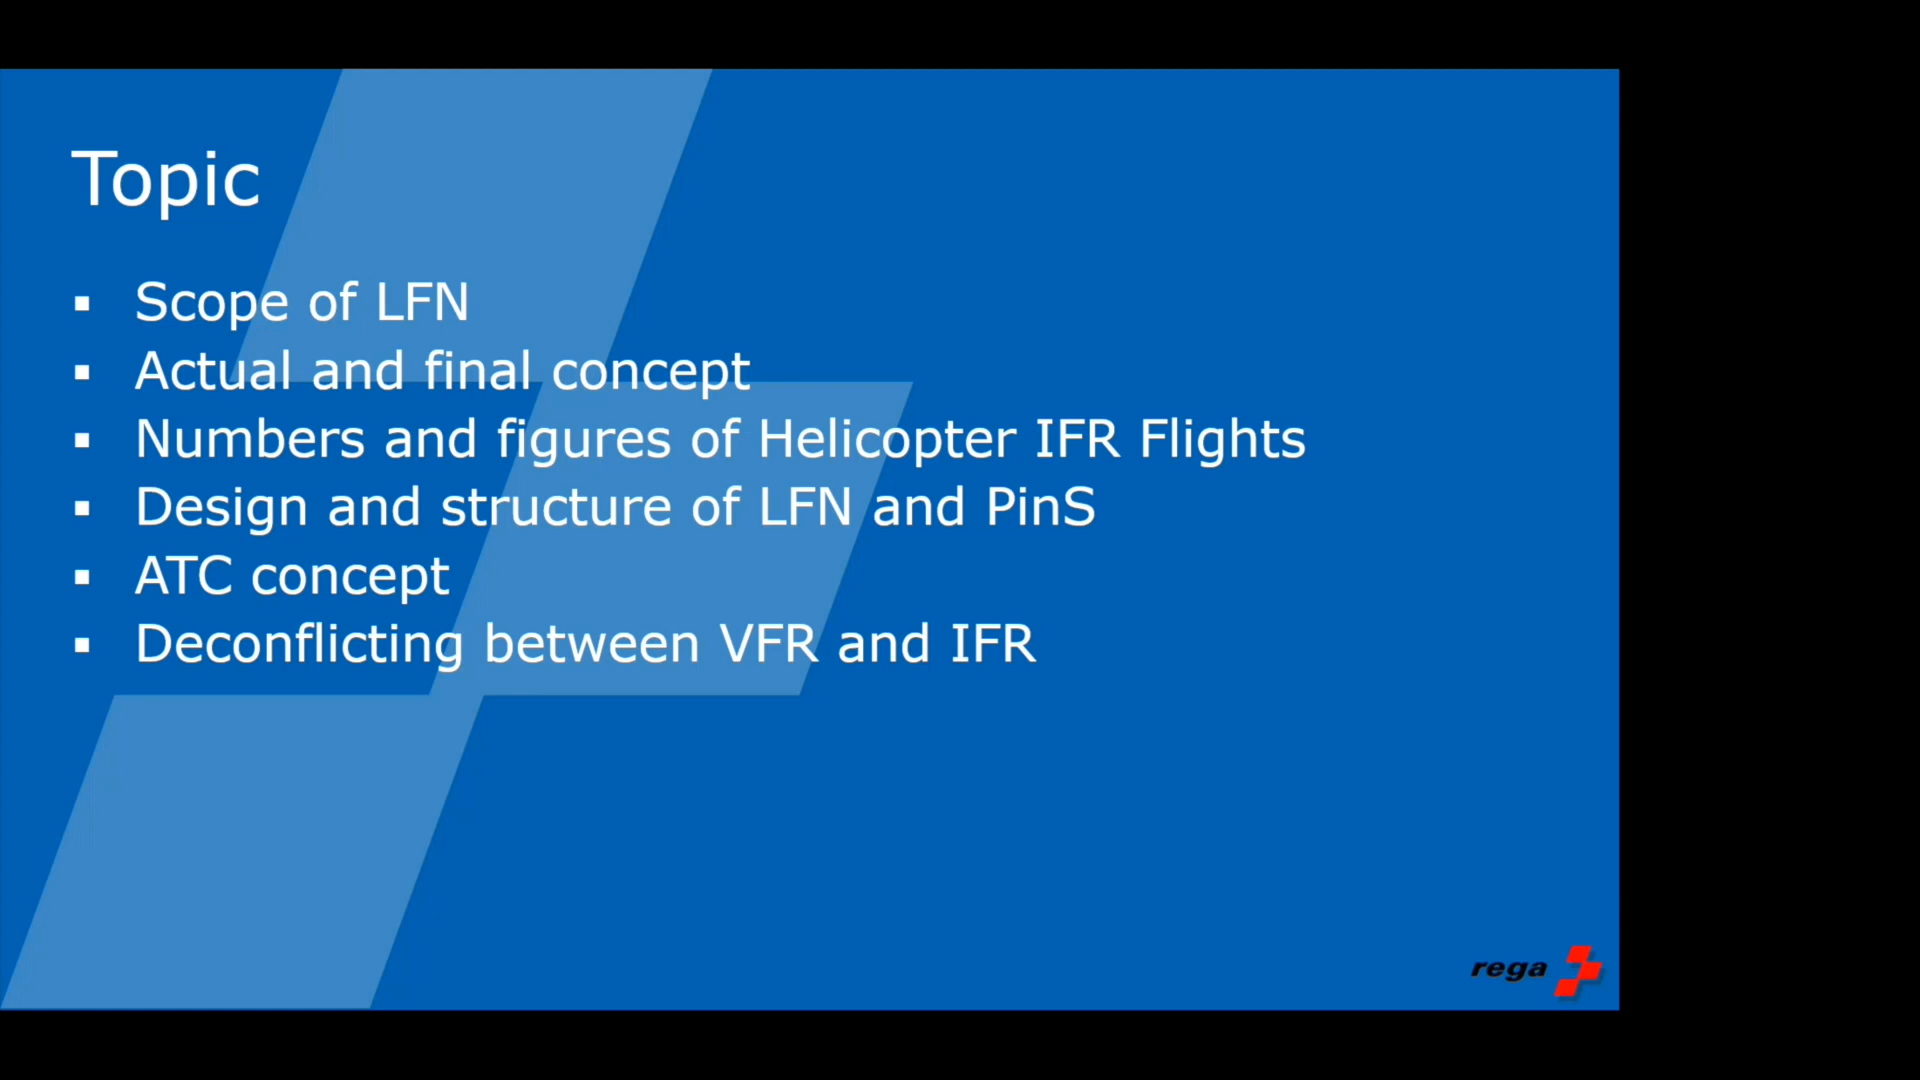 Topic
▪ Scope of LFN
▪ Actual and final concept
▪ Numbers and figures of Helicopter IFR Flights
▪ Design and structure of LFN and PinS
▪ ATC concept
▪ Deconflicting between VFR and IFR
rega